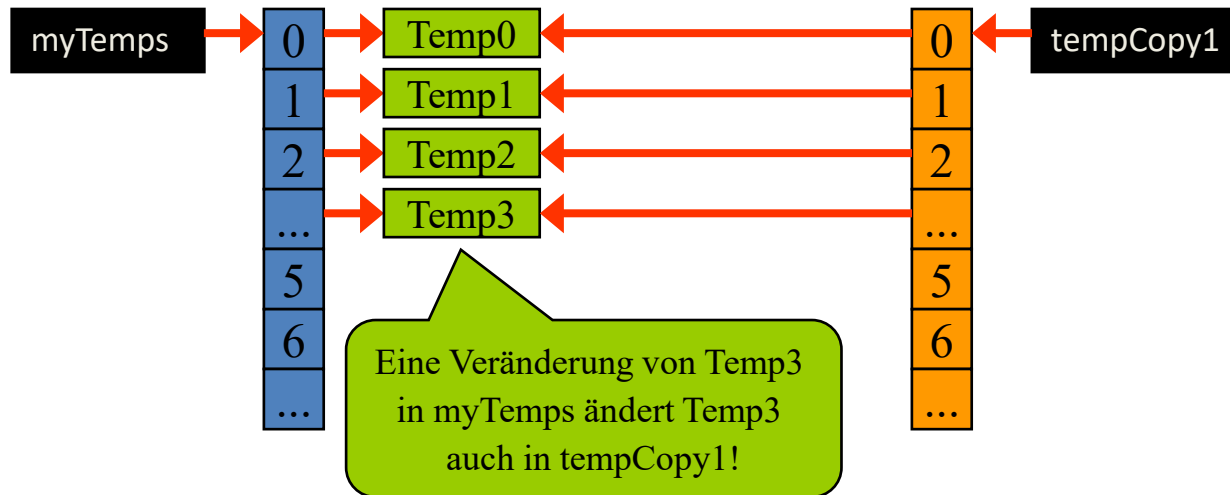 myTemps
0
1
2
...
5
6
...
Temp0
Temp1
Temp2
Temp3
0
1
2
...
5
6
...
tempCopy1
Eine Veränderung von Temp3
in myTemps ändert Temp3
auch in tempCopy1!